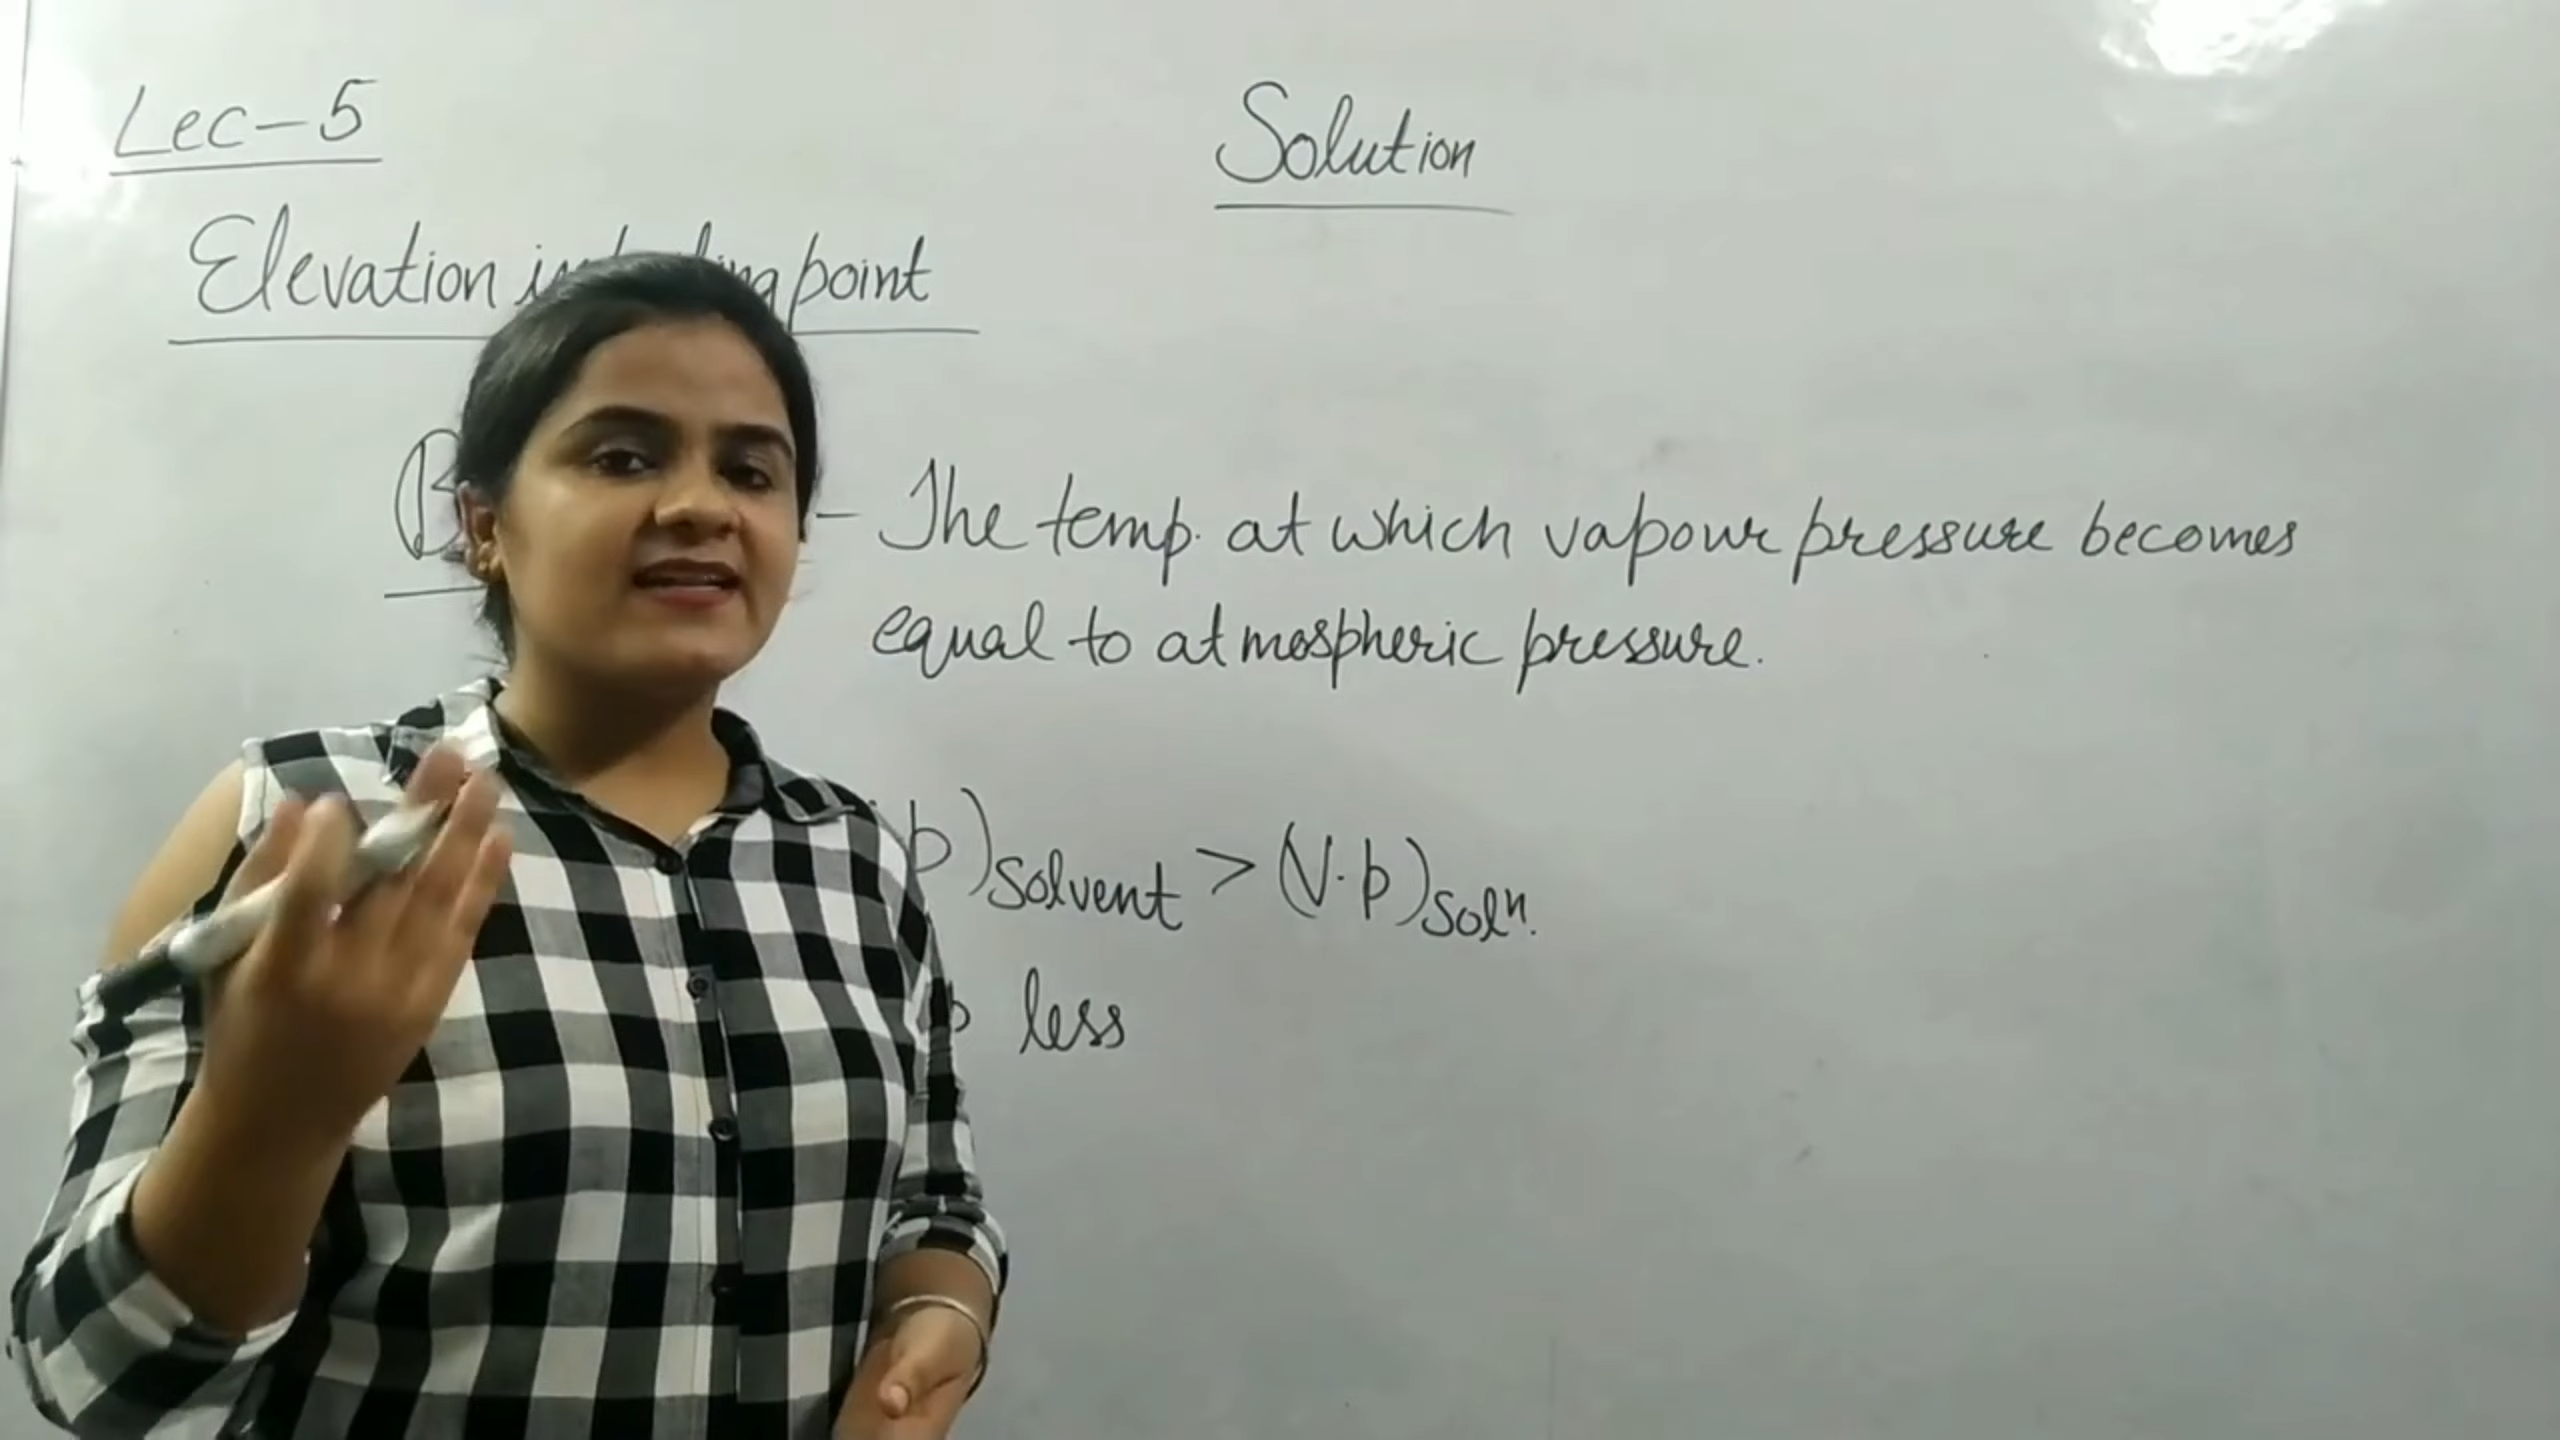 Lec-5
Solution
Elevation in point
- The temp. at which vapour pressure becomes
equal to atmospheric pressure.
p)solvent > (V.p)soln.
less